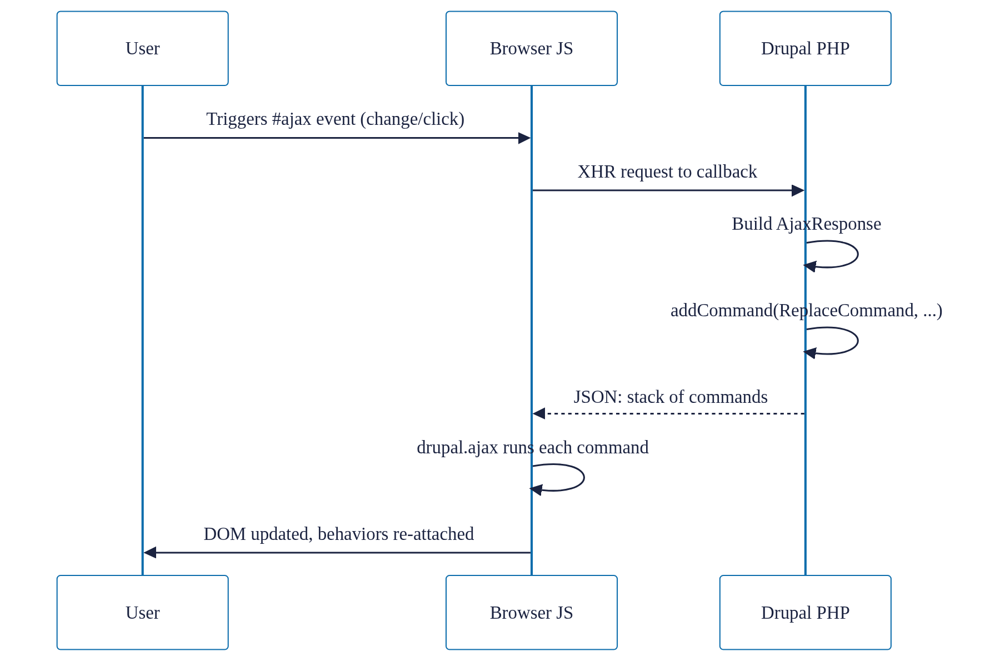 User
Browser JS
Drupal PHP
Triggers #ajax event (change/click)
XHR request to callback
Build AjaxResponse
addCommand(ReplaceCommand, ...)
JSON: stack of commands
drupal.ajax runs each command
DOM updated, behaviors re-attached
User
Browser JS
Drupal PHP